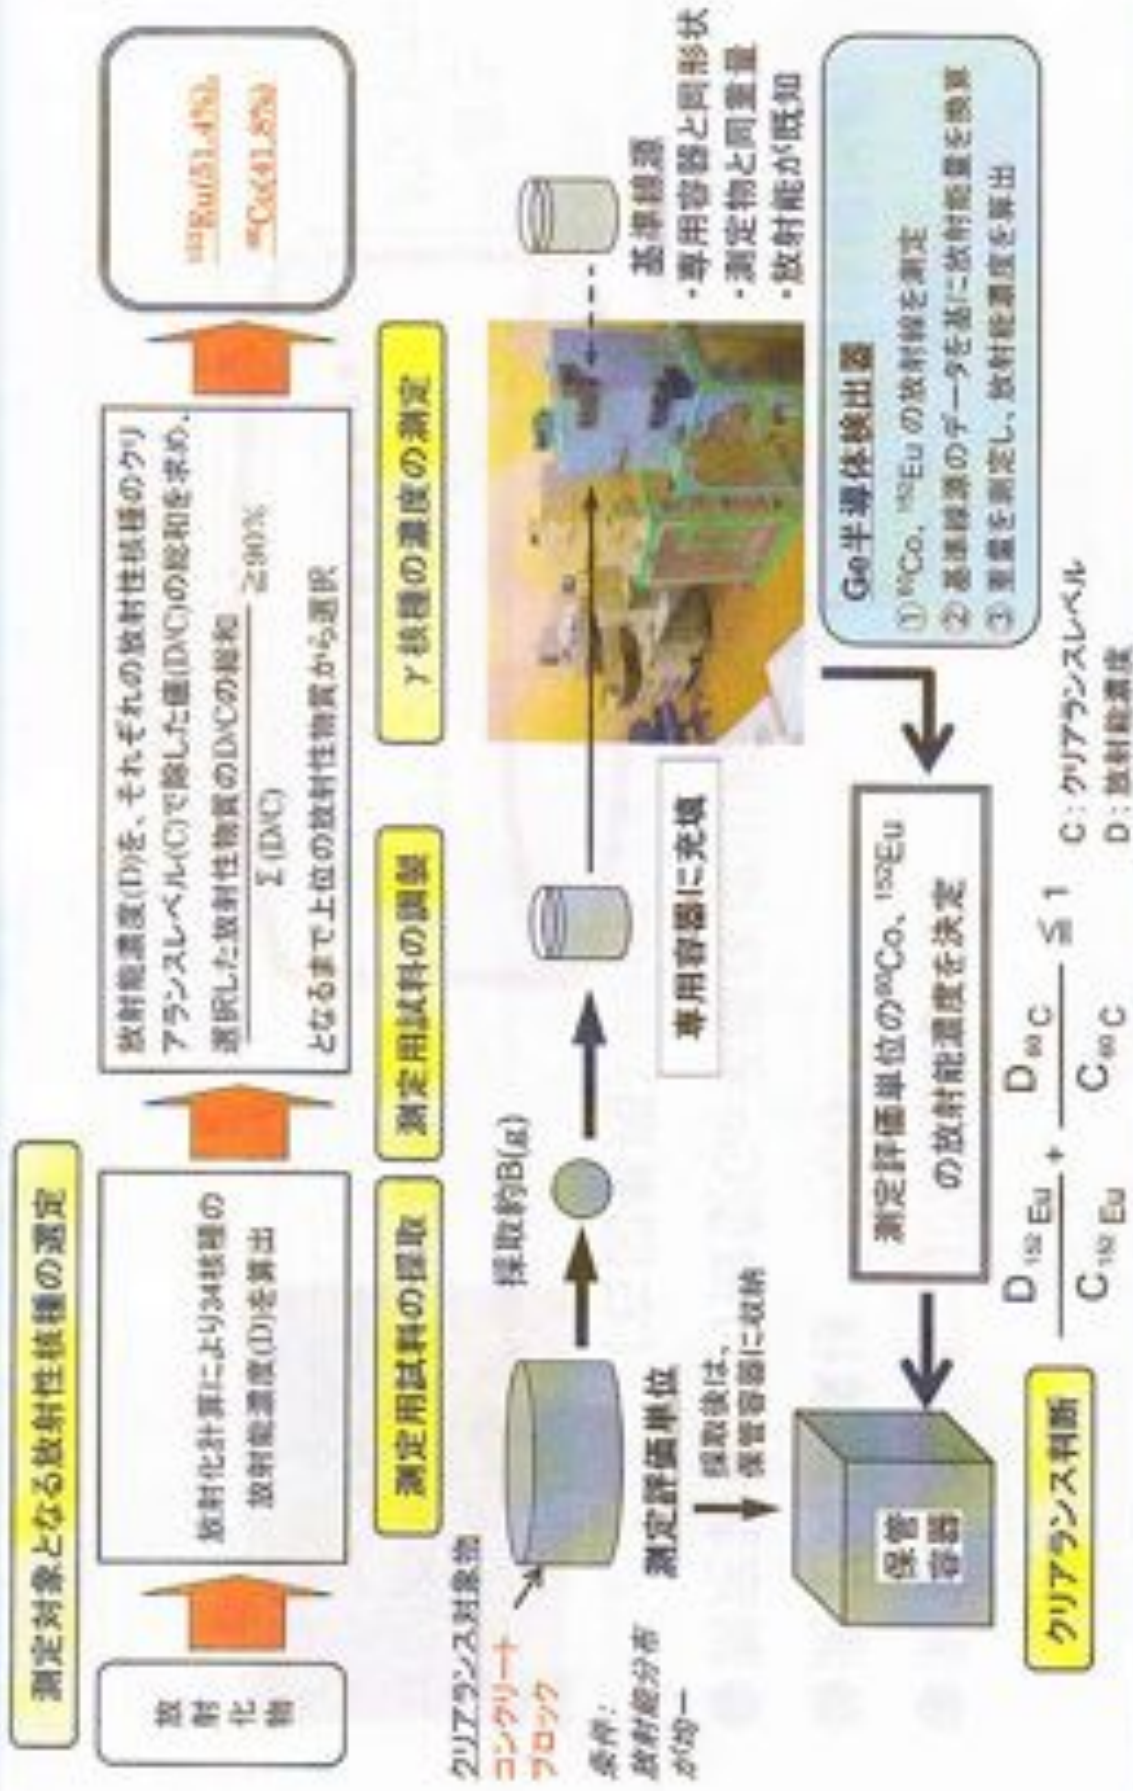 測定対象となる放射性核種の選定
放射化物
放射化計算により34核種の
放射能濃度(D)を算出
放射能濃度(D)を、それぞれの放射性核種のクリ
アランスレベル(C)で除した値(D/C)の総和を求め、
選択した放射性物質のD/Cの総和
Σ(D/C)
≧90%
となるまで上位の放射性物質から選択
¹⁵²Eu(51.4%),
⁶⁰Co(41.8%)
測定用試料の採取
測定用試料の調製
γ核種の濃度の測定
クリアランス対象物
コンクリート
ブロック
条件:
放射能分布
が均一
測定評価単位
採取約B(g)
専用容器に充填
基準線源
・専用容器と同形状
・測定物と同重量
・放射能が既知
採取後は、
保管容器に収納
保管
容器
Ge半導体検出器
① ⁶⁰Co、¹⁵²Eu の放射線を測定
② 基準線源のデータを基に放射能量を換算
③ 重量を測定し、放射能濃度を算出
測定評価単位の⁶⁰Co、¹⁵²Eu
の放射能濃度を決定
クリアランス判断
D ¹⁵² Eu + D ⁶⁰ C ≦ 1
C ¹⁵² Eu C ⁶⁰ C
C:クリアランスレベル
D:放射能濃度